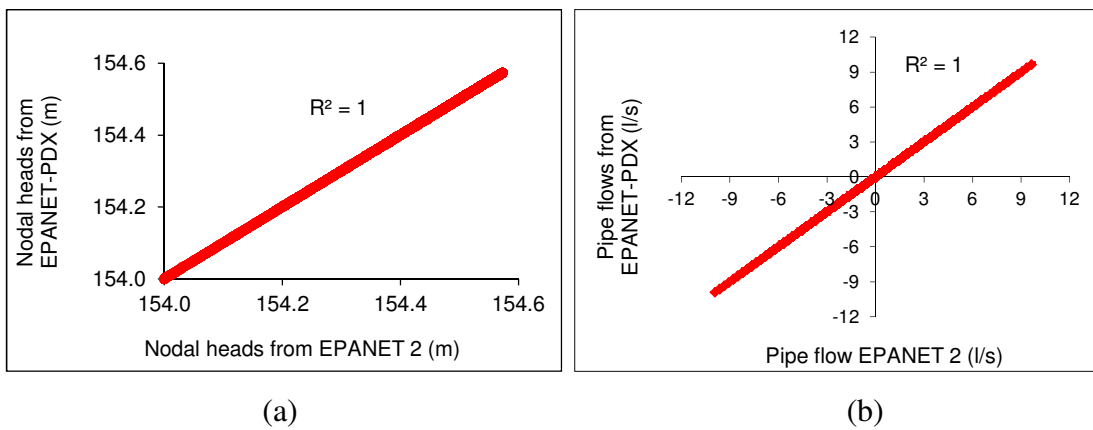 Nodal heads from
EPANET-PDX (m)
154.6
154.4
154.2
154.0
R² = 1
154.0 154.2 154.4 154.6
Nodal heads from EPANET 2 (m)
(a)
Pipe flows from
EPANET-PDX (l/s)
12
9
6
3
0
-3
-6
-9
-12
R² = 1
-12 -9 -6 -3 0 3 6 9 12
Pipe flow EPANET 2 (l/s)
(b)